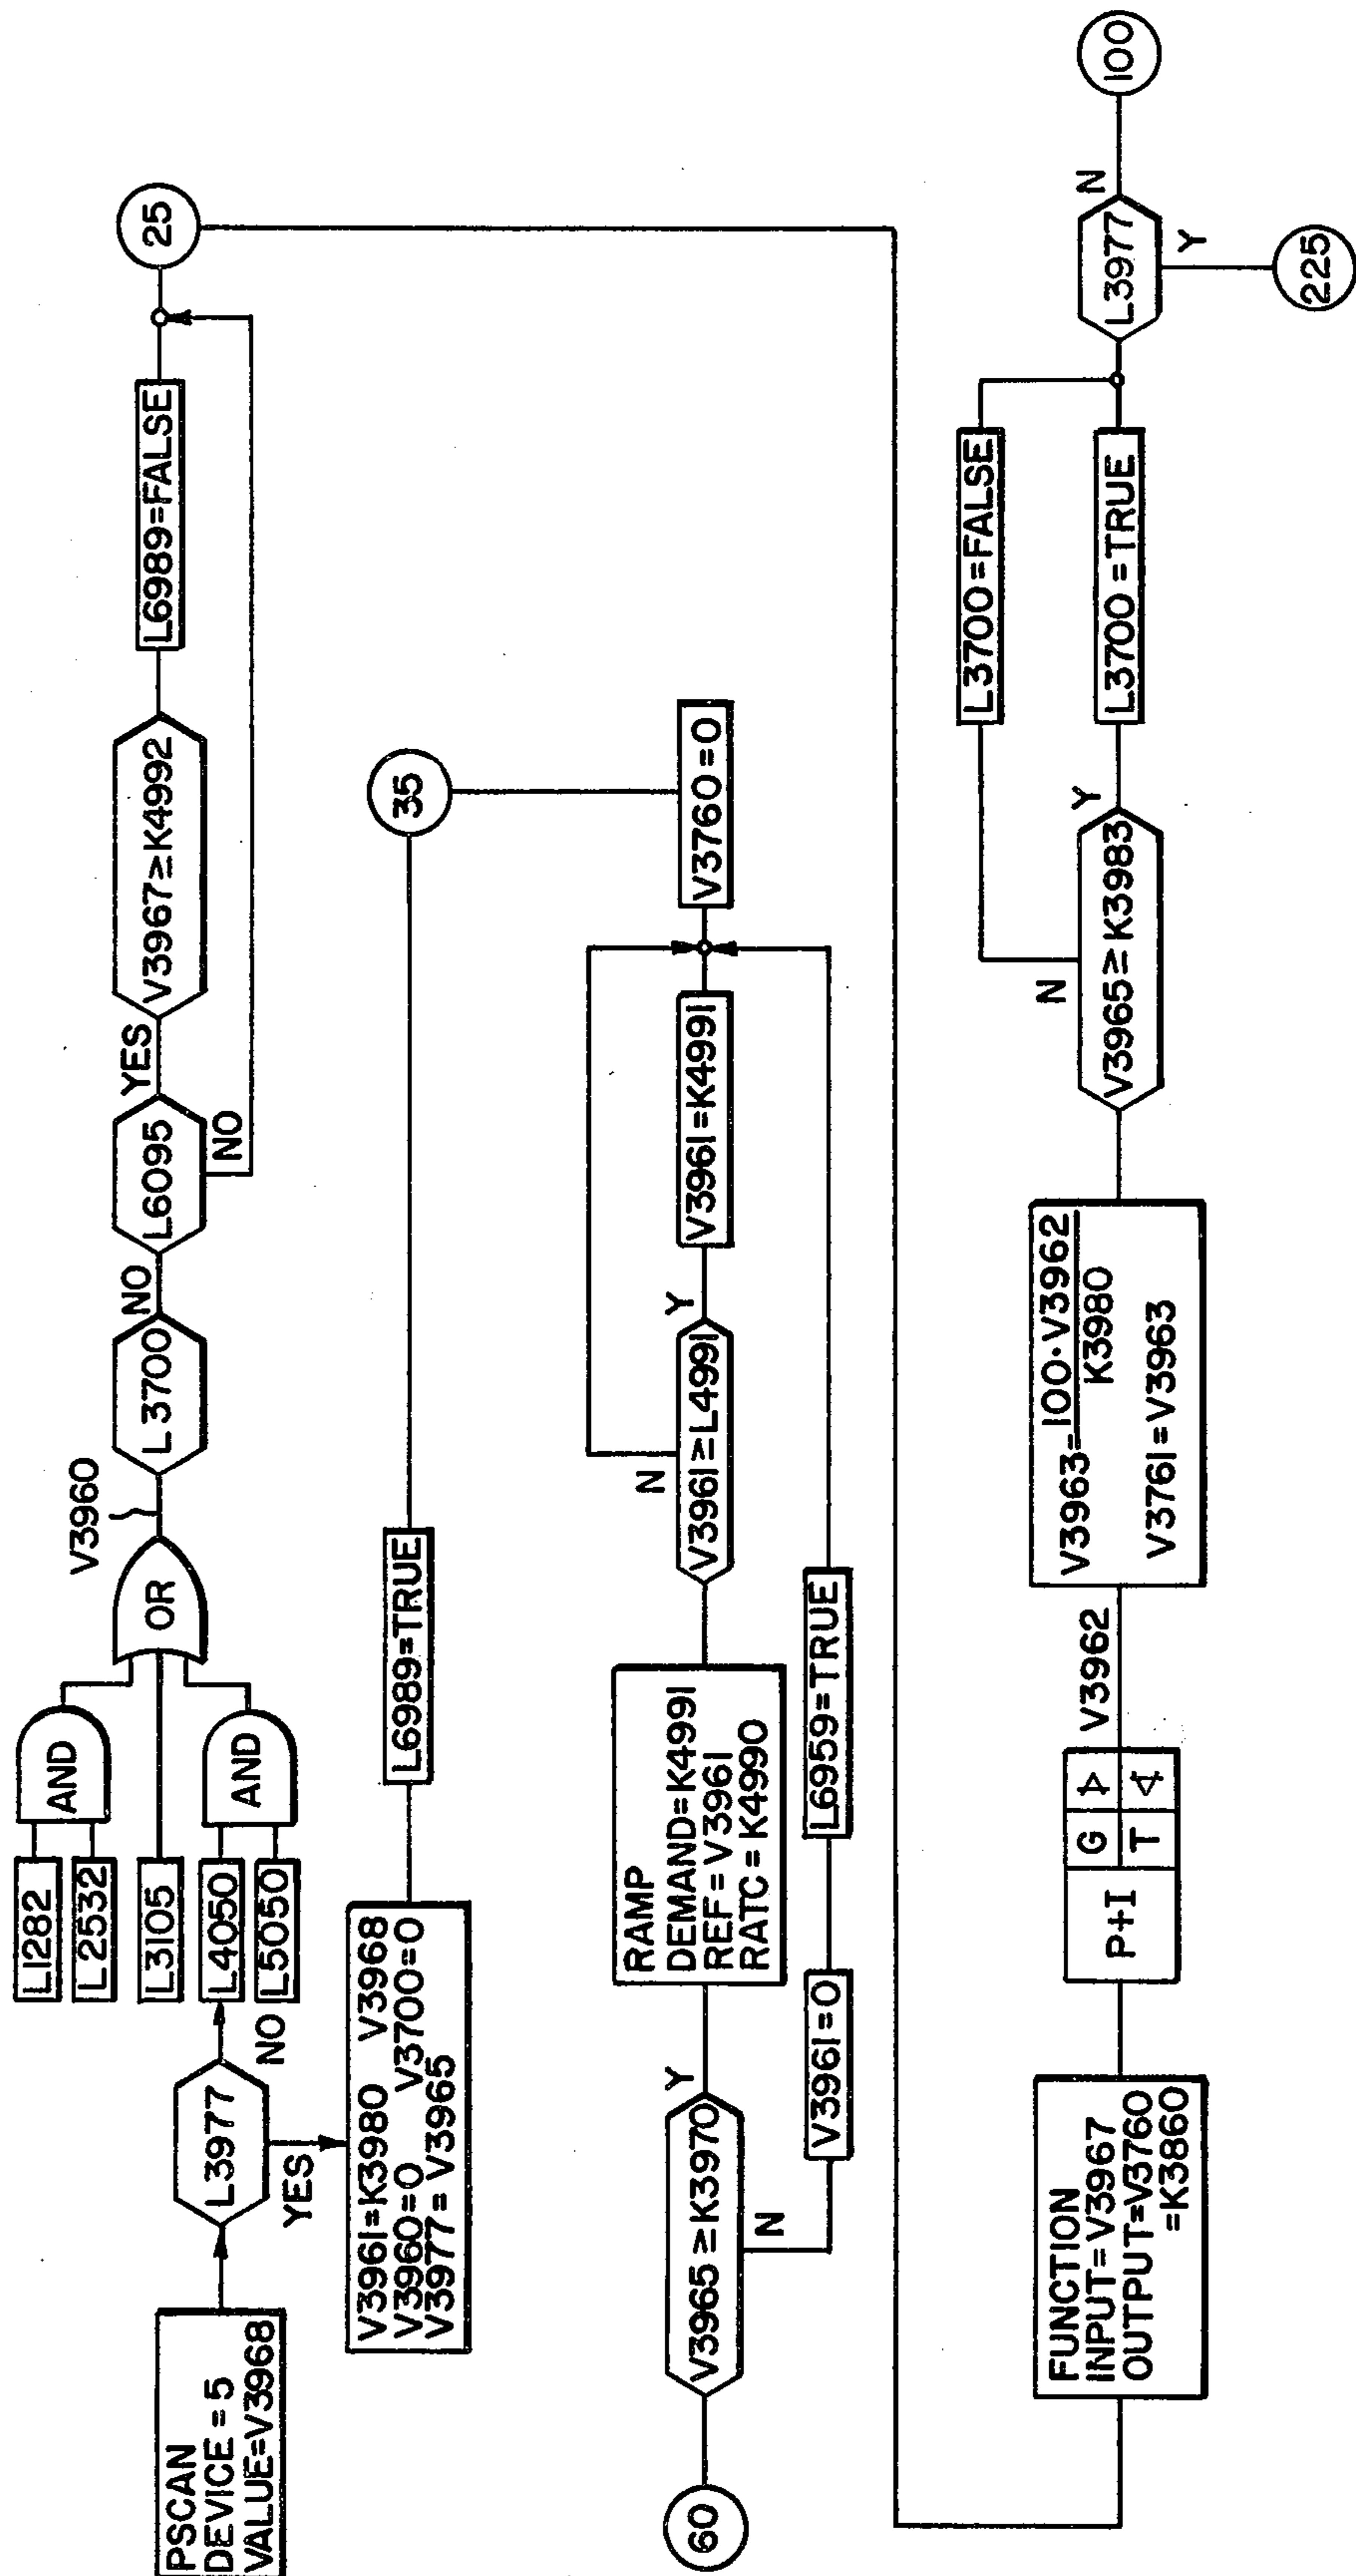 PSCAN
DEVICE = 5
VALUE=V3968
L3977
NO
YES
L1282
L2532
L3105
L4050
L5050
AND
AND
OR
V3960
L3700
NO
L6095
YES
NO
V3967≥K4992
L6989=FALSE
25
V3961=K3980 V3968
V3960=0 V3700=0
V3977=V3965
L6989=TRUE
35
60
V3965≥K3970
Y
N
RAMP
DEMAND=K4991
REF=V3961
RATC=K4990
V3961≥L4991
Y
N
V3961=K4991
V3760=0
V3961=0
L6959=TRUE
FUNCTION
INPUT=V3967
OUTPUT=V3760
=K3860
P+I
G
T
V3962
V3963=100·V3962
K3980
V3761=V3963
V3965≥K3983
N
Y
L3700=FALSE
L3700=TRUE
L3977
N
Y
100
225